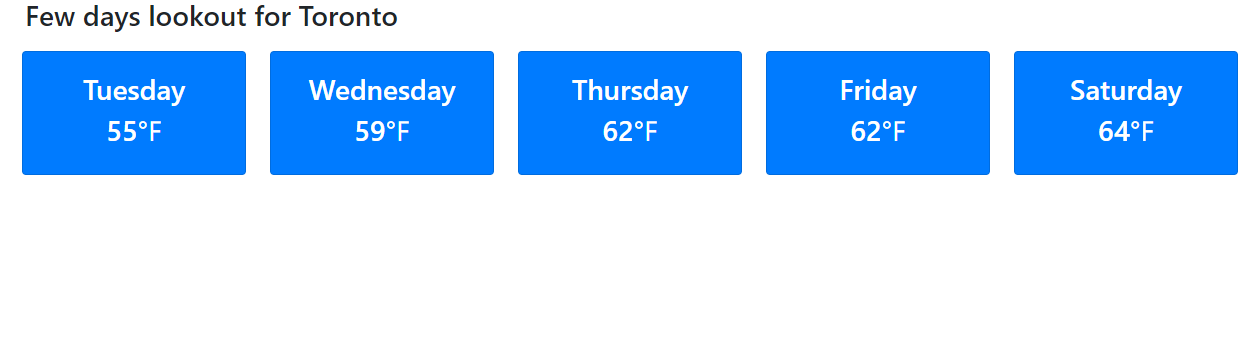 Few days lookout for Toronto
Tuesday
55°F
Wednesday
59°F
Thursday
62°F
Friday
62°F
Saturday
64°F